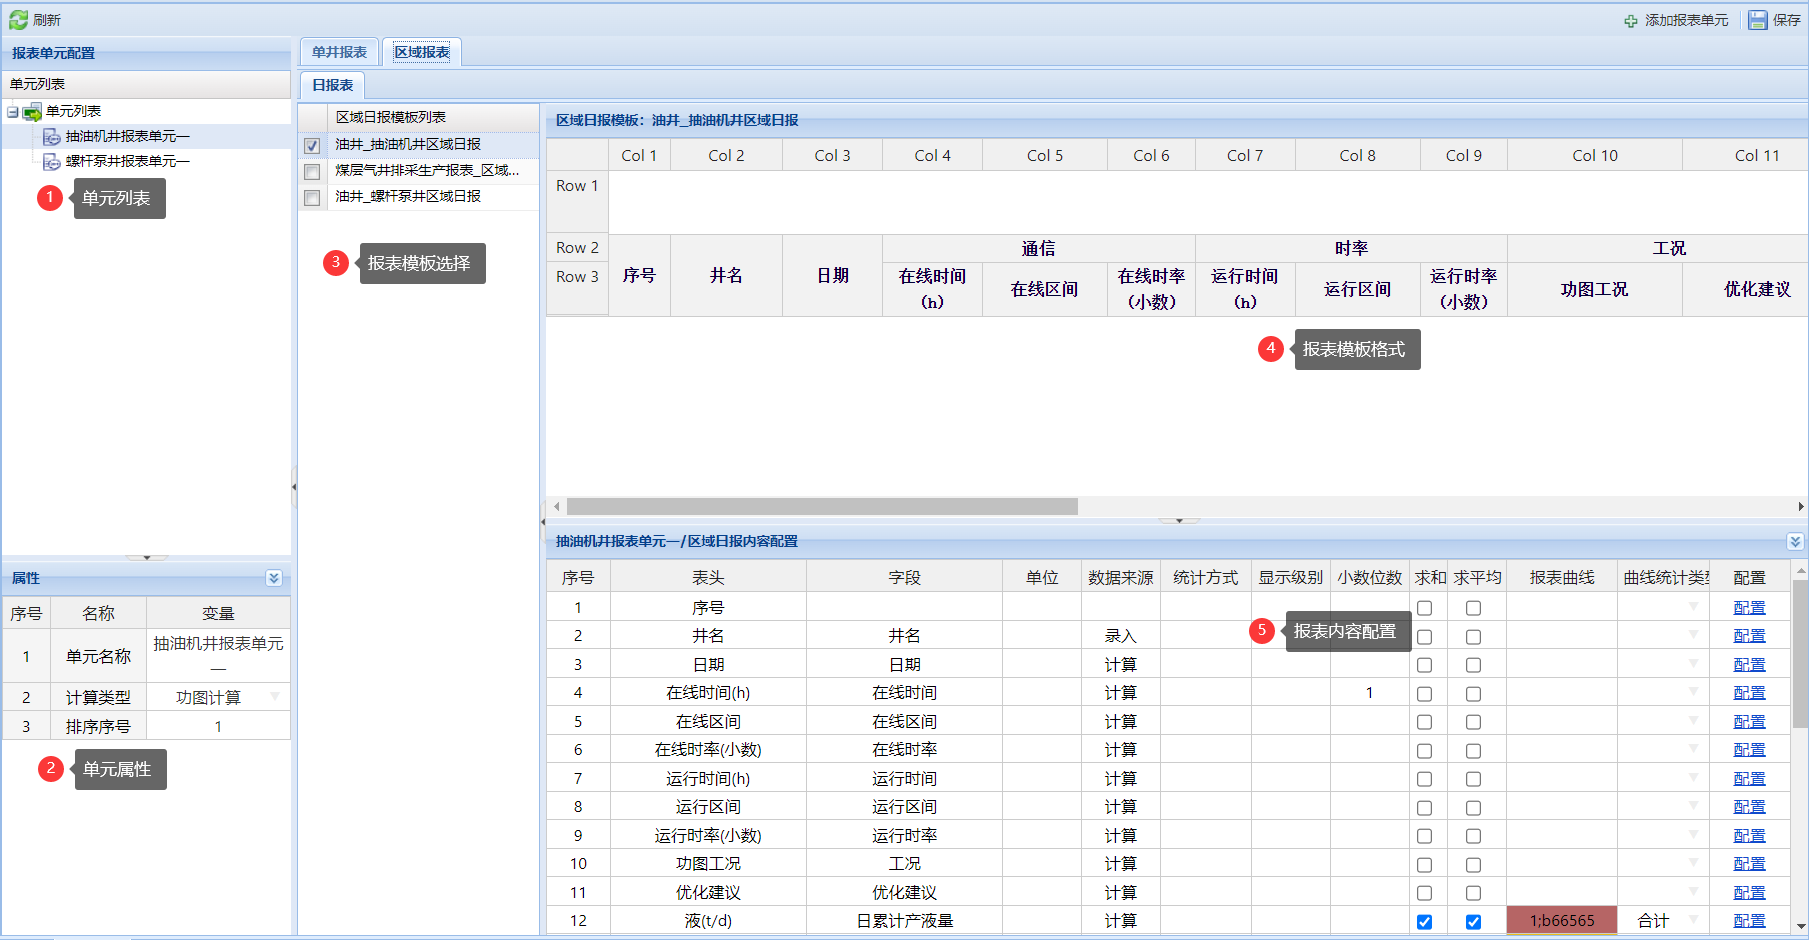 刷新
添加报表单元
保存
报表单元配置
单元列表
单元列表
抽油机井报表单元一
螺杆泵井报表单元一
1 单元列表
属性
序号 名称 变量
1 单元名称 抽油机井报表单元一
2 计算类型 功图计算
3 排序序号 1
2 单元属性
单井报表 区域报表
日报表
区域日报模板列表
油井_抽油机井区域日报
煤层气井排采生产报表_区域...
油井_螺杆泵井区域日报
3 报表模板选择
区域日报模板：油井_抽油机井区域日报
Col 1 Col 2 Col 3 Col 4 Col 5 Col 6 Col 7 Col 8 Col 9 Col 10 Col 11
Row 1
Row 2 通信 时率 工况
Row 3 序号 井名 日期 在线时间(h) 在线区间 在线时率(小数) 运行时间(h) 运行区间 运行时率(小数) 功图工况 优化建议
4 报表模板格式
抽油机井报表单元一/区域日报内容配置
序号 表头 字段 单位 数据来源 统计方式 显示级别 小数位数 求和 求平均 报表曲线 曲线统计类 配置
1 序号 配置
2 井名 井名 录入 配置
5 报表内容配置
3 日期 日期 计算 配置
4 在线时间(h) 在线时间 计算 1 配置
5 在线区间 在线区间 计算 配置
6 在线时率(小数) 在线时率 计算 配置
7 运行时间(h) 运行时间 计算 配置
8 运行区间 运行区间 计算 配置
9 运行时率(小数) 运行时率 计算 配置
10 功图工况 工况 计算 配置
11 优化建议 优化建议 计算 配置
12 液(t/d) 日累计产液量 计算 1;b66565 合计 配置